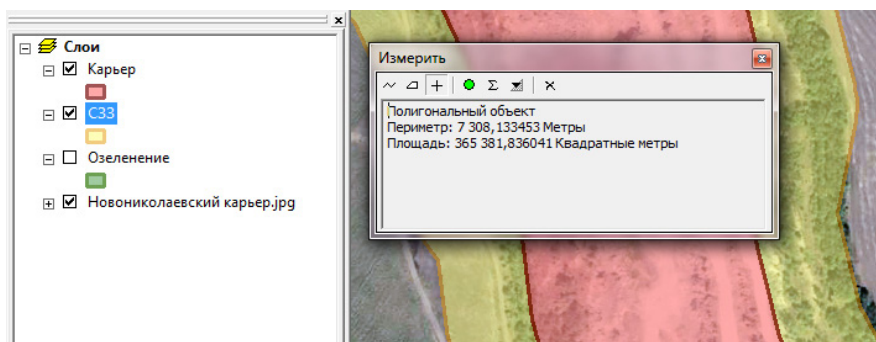 Слои
Карьер
СЗЗ
Озеленение
Новониколаевский карьер.jpg
Измерить
Полигональный объект
Периметр: 7 308,133453 Метры
Площадь: 365 381,836041 Квадратные метры